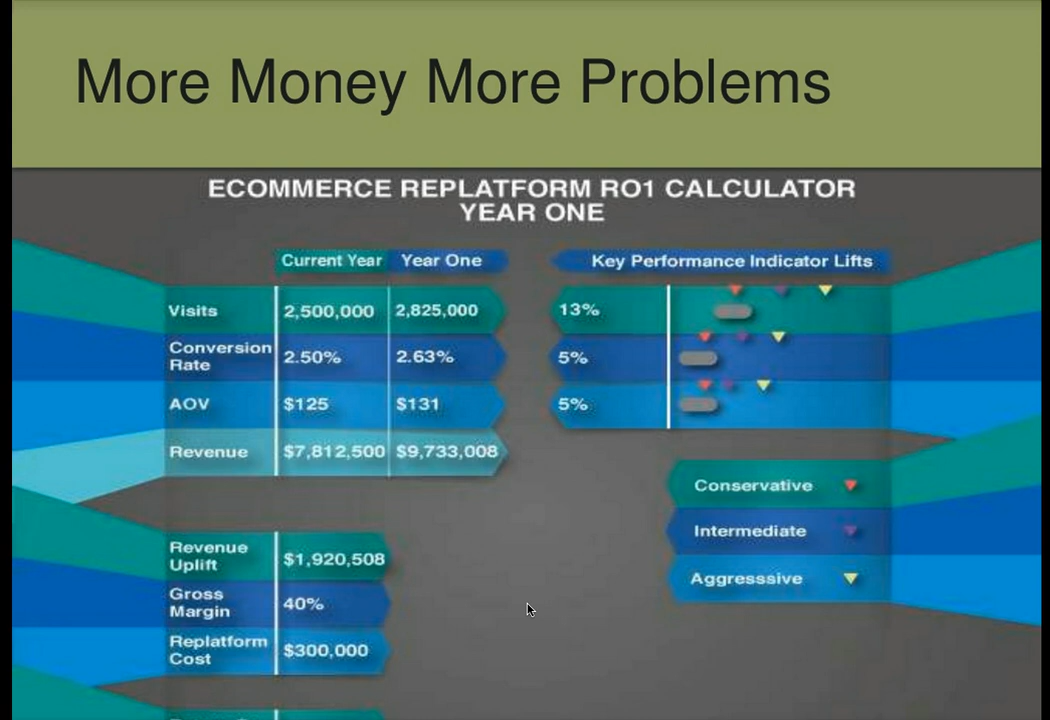 More Money More Problems
ECOMMERCE REPLATFORM RO1 CALCULATOR
YEAR ONE
Current Year Year One
Key Performance Indicator Lifts
Visits 2,500,000 2,825,000 13%
Conversion
Rate 2.50% 2.63% 5%
AOV $125 $131 5%
Revenue $7,812,500 $9,733,008
Conservative
Intermediate
Aggresssive
Revenue
Uplift $1,920,508
Gross
Margin 40%
Replatform
Cost $300,000